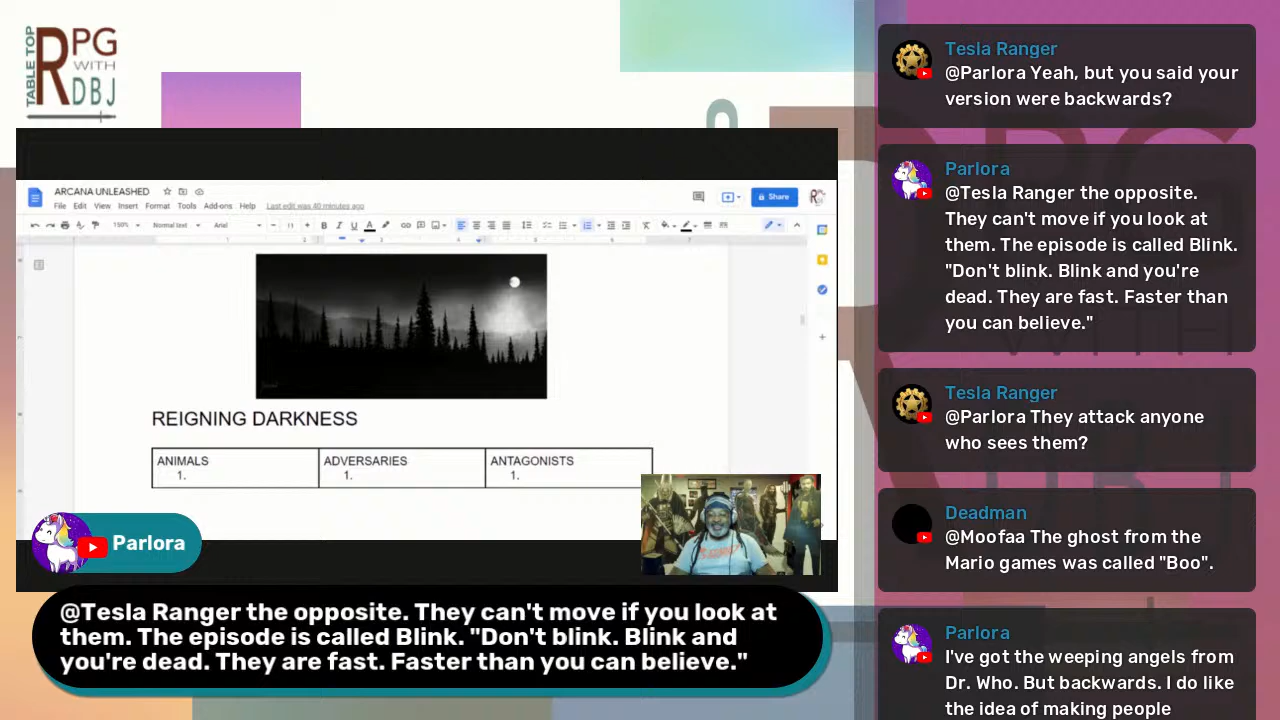 TABLE TOP
RPG
WITH
RDBJ
ARCANA UNLEASHED
File Edit View Insert Format Tools Add-ons Help Last edit was 40 minutes ago
Share
150% Normal text Arial 11
REIGNING DARKNESS
ANIMALS ADVERSARIES ANTAGONISTS
1. 1. 1.
Parlora
@Tesla Ranger the opposite. They can't move if you look at
them. The episode is called Blink. "Don't blink. Blink and
you're dead. They are fast. Faster than you can believe."
Tesla Ranger
@Parlora Yeah, but you said your
version were backwards?
Parlora
@Tesla Ranger the opposite.
They can't move if you look at
them. The episode is called Blink.
"Don't blink. Blink and you're
dead. They are fast. Faster than
you can believe."
Tesla Ranger
@Parlora They attack anyone
who sees them?
Deadman
@Moofaa The ghost from the
Mario games was called "Boo".
Parlora
I've got the weeping angels from
Dr. Who. But backwards. I do like
the idea of making people